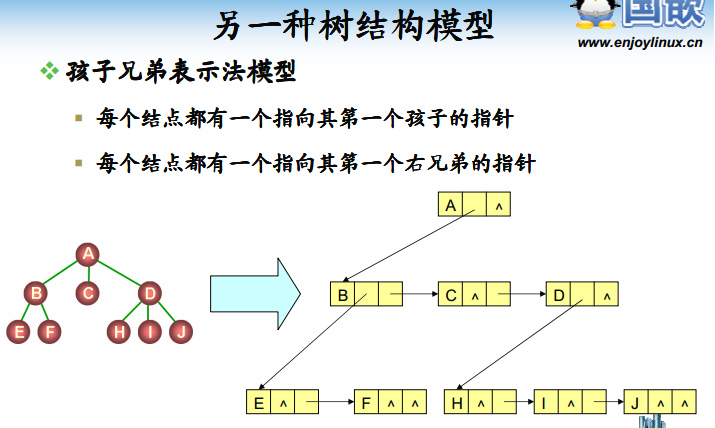 另一种树结构模型
国嵌
www.enjoylinux.cn
孩子兄弟表示法模型
每个结点都有一个指向其第一个孩子的指针
每个结点都有一个指向其第一个右兄弟的指针
A ^
A
B C D
B C ^ D ^
E F H I J
E ^ F ^ ^ H ^ I ^ J ^ ^